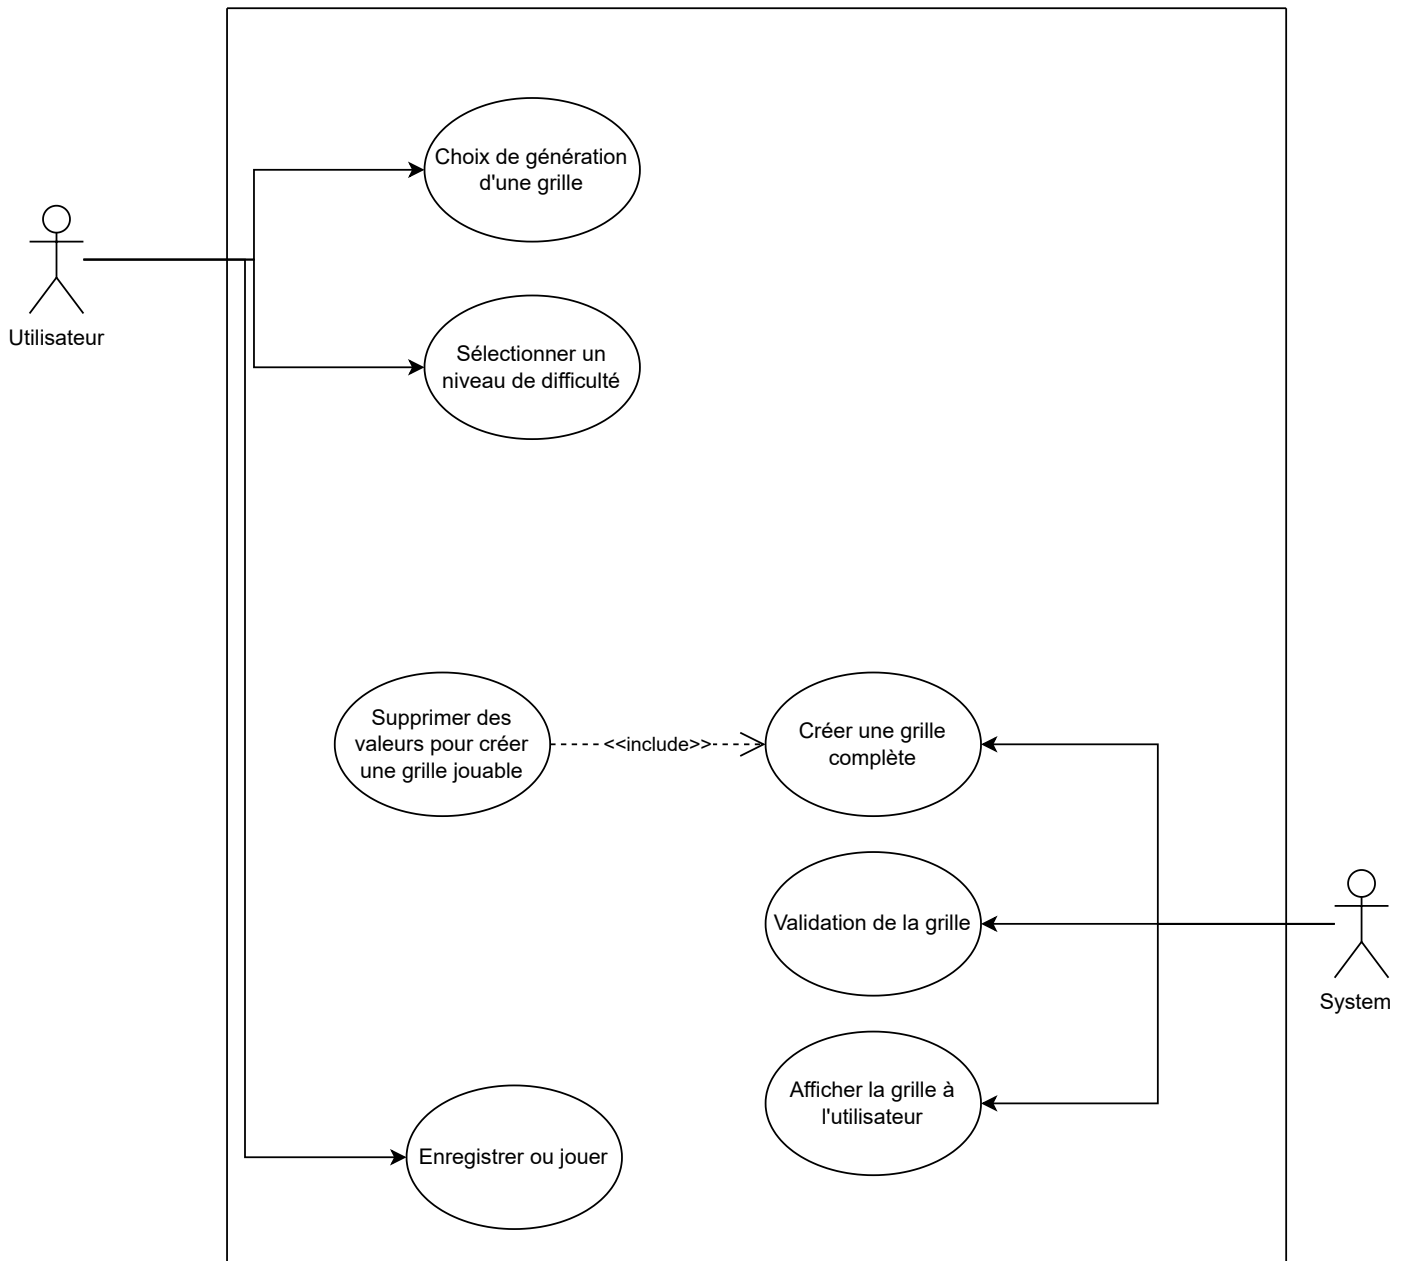 Choix de génération
d'une grille
Utilisateur
Sélectionner un
niveau de difficulté
Supprimer des
valeurs pour créer
une grille jouable
<<include>>
Créer une grille
complète
Validation de la grille
System
Afficher la grille à
l'utilisateur
Enregistrer ou jouer